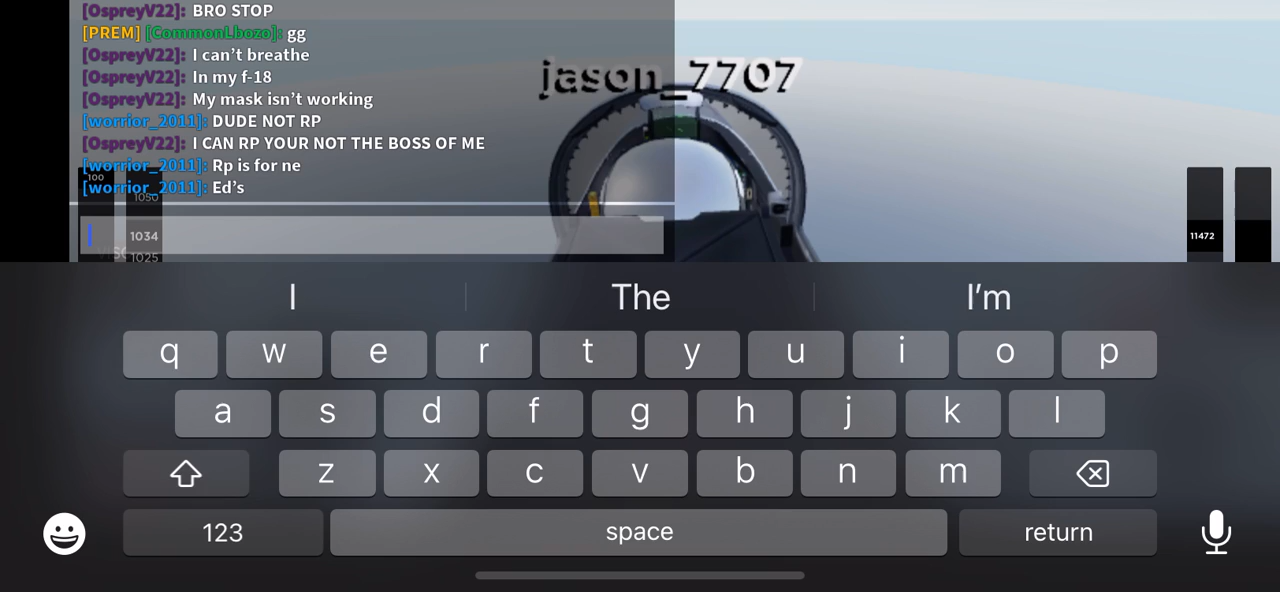 [OspreyV22]: BRO STOP
[PREM] [CommonLbozo]: gg
[OspreyV22]: I can’t breathe
[OspreyV22]: In my f-18
[OspreyV22]: My mask isn’t working
[worrior_2011]: DUDE NOT RP
[OspreyV22]: I CAN RP YOUR NOT THE BOSS OF ME
[worrior_2011]: Rp is for ne
[worrior_2011]: Ed’s
jason_7707
100
1050
1034
1025
11472
I The I’m
q w e r t y u i o p
a s d f g h j k l
z x c v b n m
123 space return